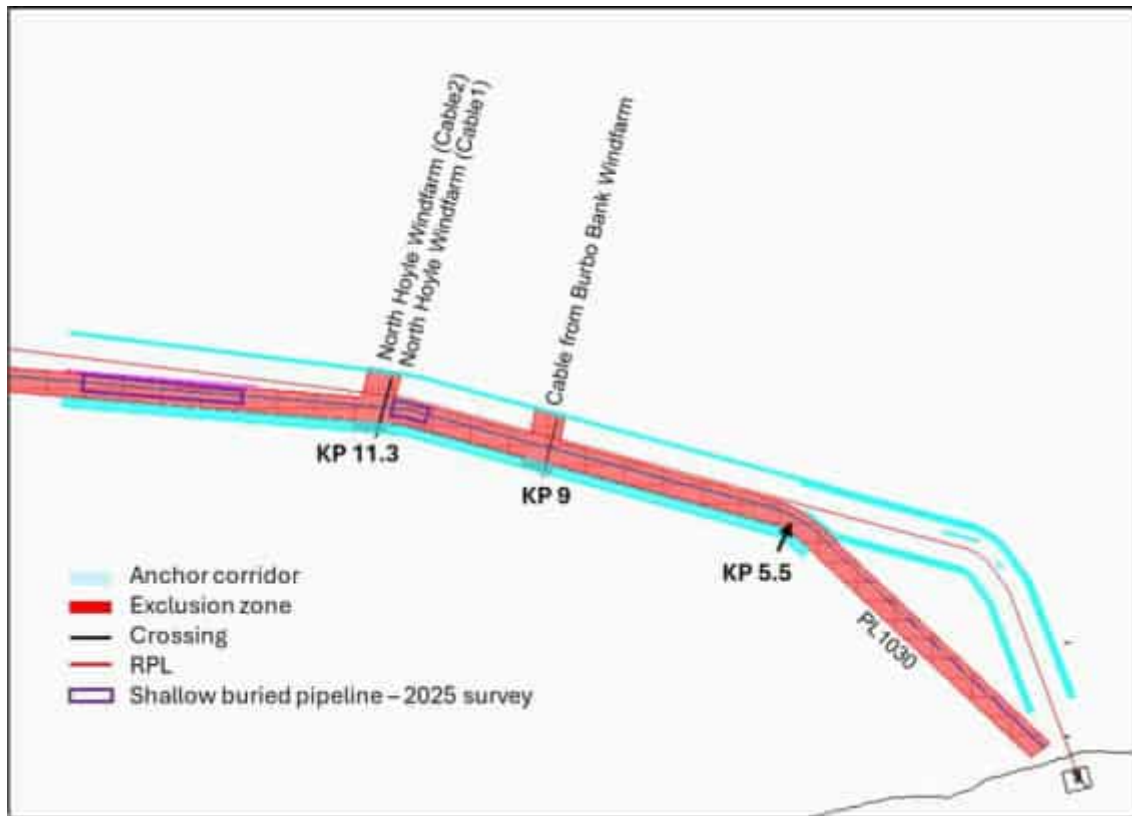 North Hoyle Windfarm (Cable2)
North Hoyle Windfarm (Cable1)
Cable from Burbo Bank Windfarm
KP 11.3
KP 9
KP 5.5
PL1030
Anchor corridor
Exclusion zone
Crossing
RPL
Shallow buried pipeline – 2025 survey